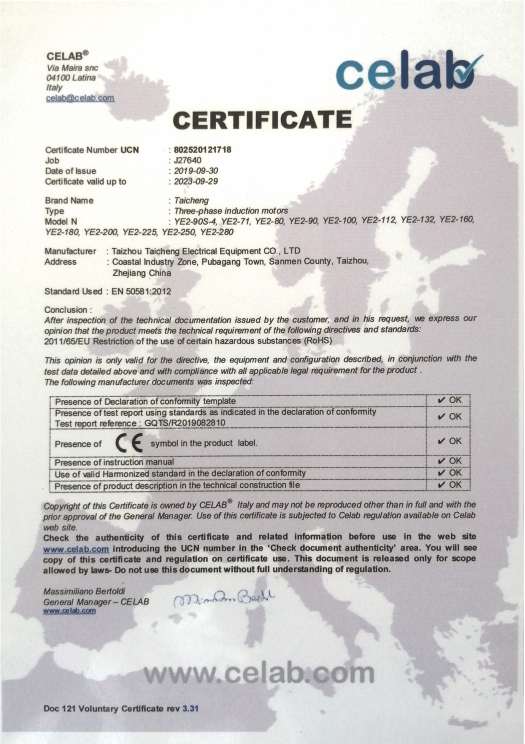 CELAB®
Via Maira snc
04100 Latina
Italy
celab@celab.com
celab
CERTIFICATE
Certificate Number UCN : 802520121718
Job : J27640
Date of Issue : 2019-09-30
Certificate valid up to : 2023-09-29
Brand Name : Taicheng
Type : Three-phase induction motors
Model N : YE2-90S-4, YE2-71, YE2-80, YE2-90, YE2-100, YE2-112, YE2-132, YE2-160,
YE2-180, YE2-200, YE2-225, YE2-250, YE2-280
Manufacturer : Taizhou Taicheng Electrical Equipment CO., LTD
Address : Coastal Industry Zone, Pubagang Town, Sanmen County, Taizhou,
Zhejiang China
Standard Used : EN 50581:2012
Conclusion :
After inspection of the technical documentation issued by the customer, and in his request, we express our
opinion that the product meets the technical requirement of the following directives and standards:
2011/65/EU Restriction of the use of certain hazardous substances (RoHS)
This opinion is only valid for the directive, the equipment and configuration described, in conjunction with the
test data detailed above and with compliance with all applicable legal requirement for the product .
The following manufacturer documents was inspected:
Presence of Declaration of conformity template ✔ OK
Presence of test report using standards as indicated in the declaration of conformity
Test report reference : GQTS/R2019082810 ✔ OK
Presence of CE symbol in the product label. ✔ OK
Presence of instruction manual ✔ OK
Use of valid Harmonized standard in the declaration of conformity ✔ OK
Presence of product description in the technical construction file ✔ OK
Copyright of this Certificate is owned by CELAB® Italy and may not be reproduced other than in full and with the
prior approval of the General Manager. Use of this certificate is subjected to Celab regulation available on Celab
web site.
Check the authenticity of this certificate and related information before use in the web site
www.celab.com introducing the UCN number in the 'Check document authenticity' area. You will see
copy of this certificate and regulation on certificate use. This document is released only for scope
allowed by laws- Do not use this document without full understanding of regulation.
Massimiliano Bertoldi
General Manager – CELAB
www.celab.com
www.celab.com
Doc 121 Voluntary Certificate rev 3.31